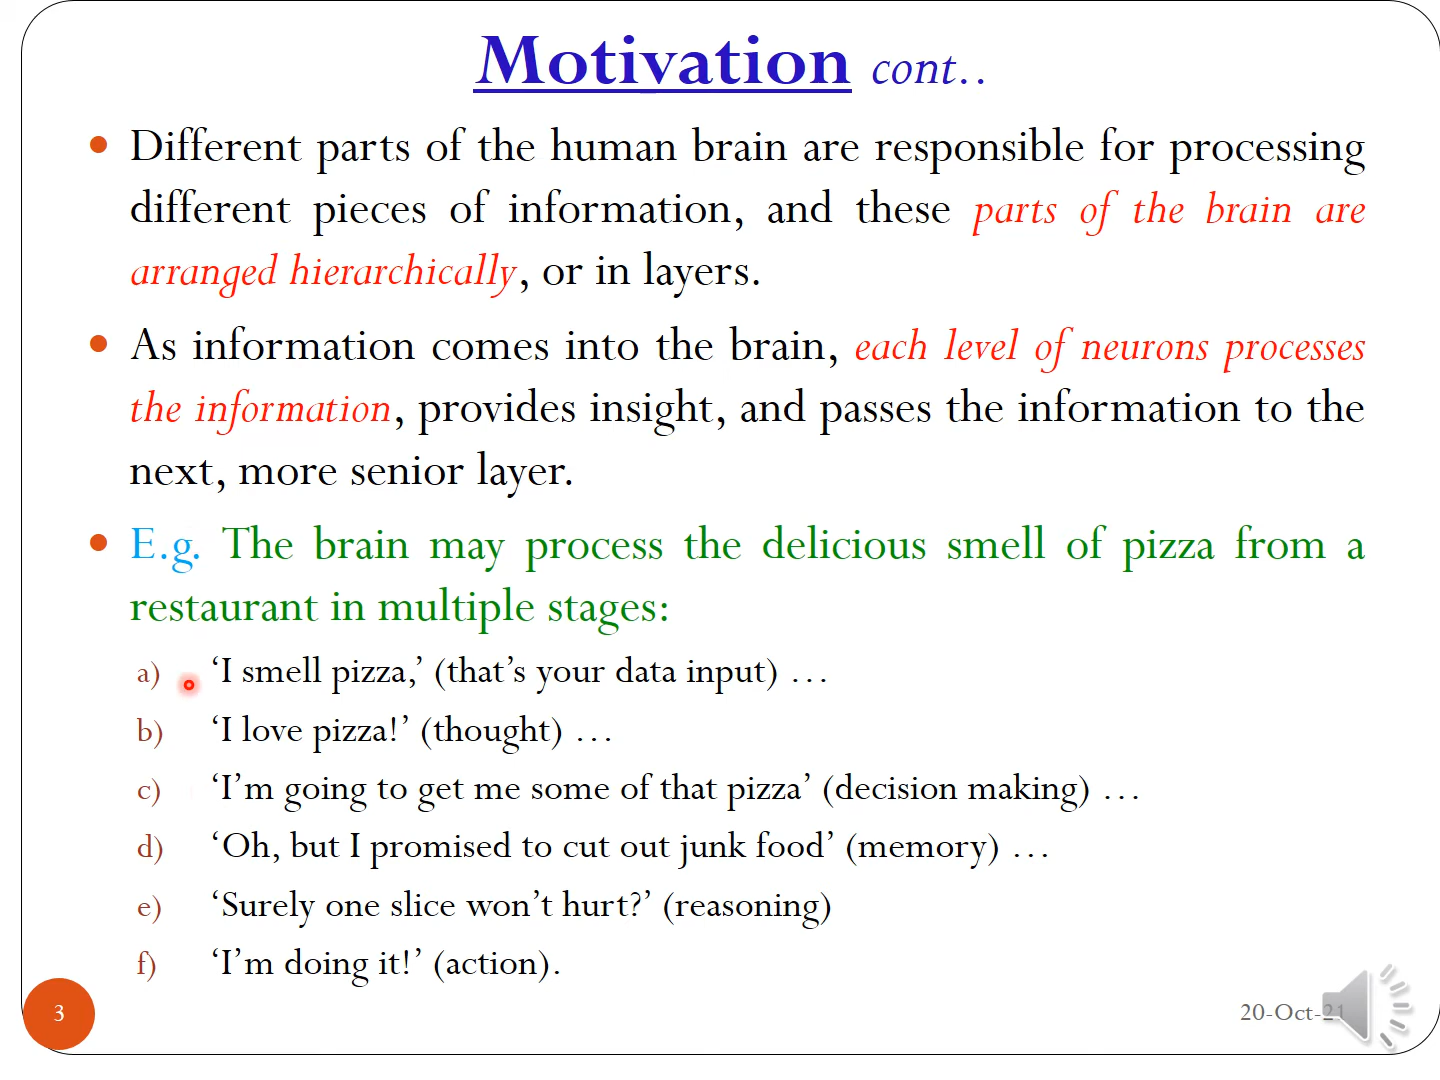 Motivation cont..
• Different parts of the human brain are responsible for processing
different pieces of information, and these parts of the brain are
arranged hierarchically, or in layers.
• As information comes into the brain, each level of neurons processes
the information, provides insight, and passes the information to the
next, more senior layer.
• E.g. The brain may process the delicious smell of pizza from a
restaurant in multiple stages:
a) ‘I smell pizza,’ (that’s your data input) …
b) ‘I love pizza!’ (thought) …
c) ‘I’m going to get me some of that pizza’ (decision making) …
d) ‘Oh, but I promised to cut out junk food’ (memory) …
e) ‘Surely one slice won’t hurt?’ (reasoning)
f) ‘I’m doing it!’ (action).
3
20-Oct-21